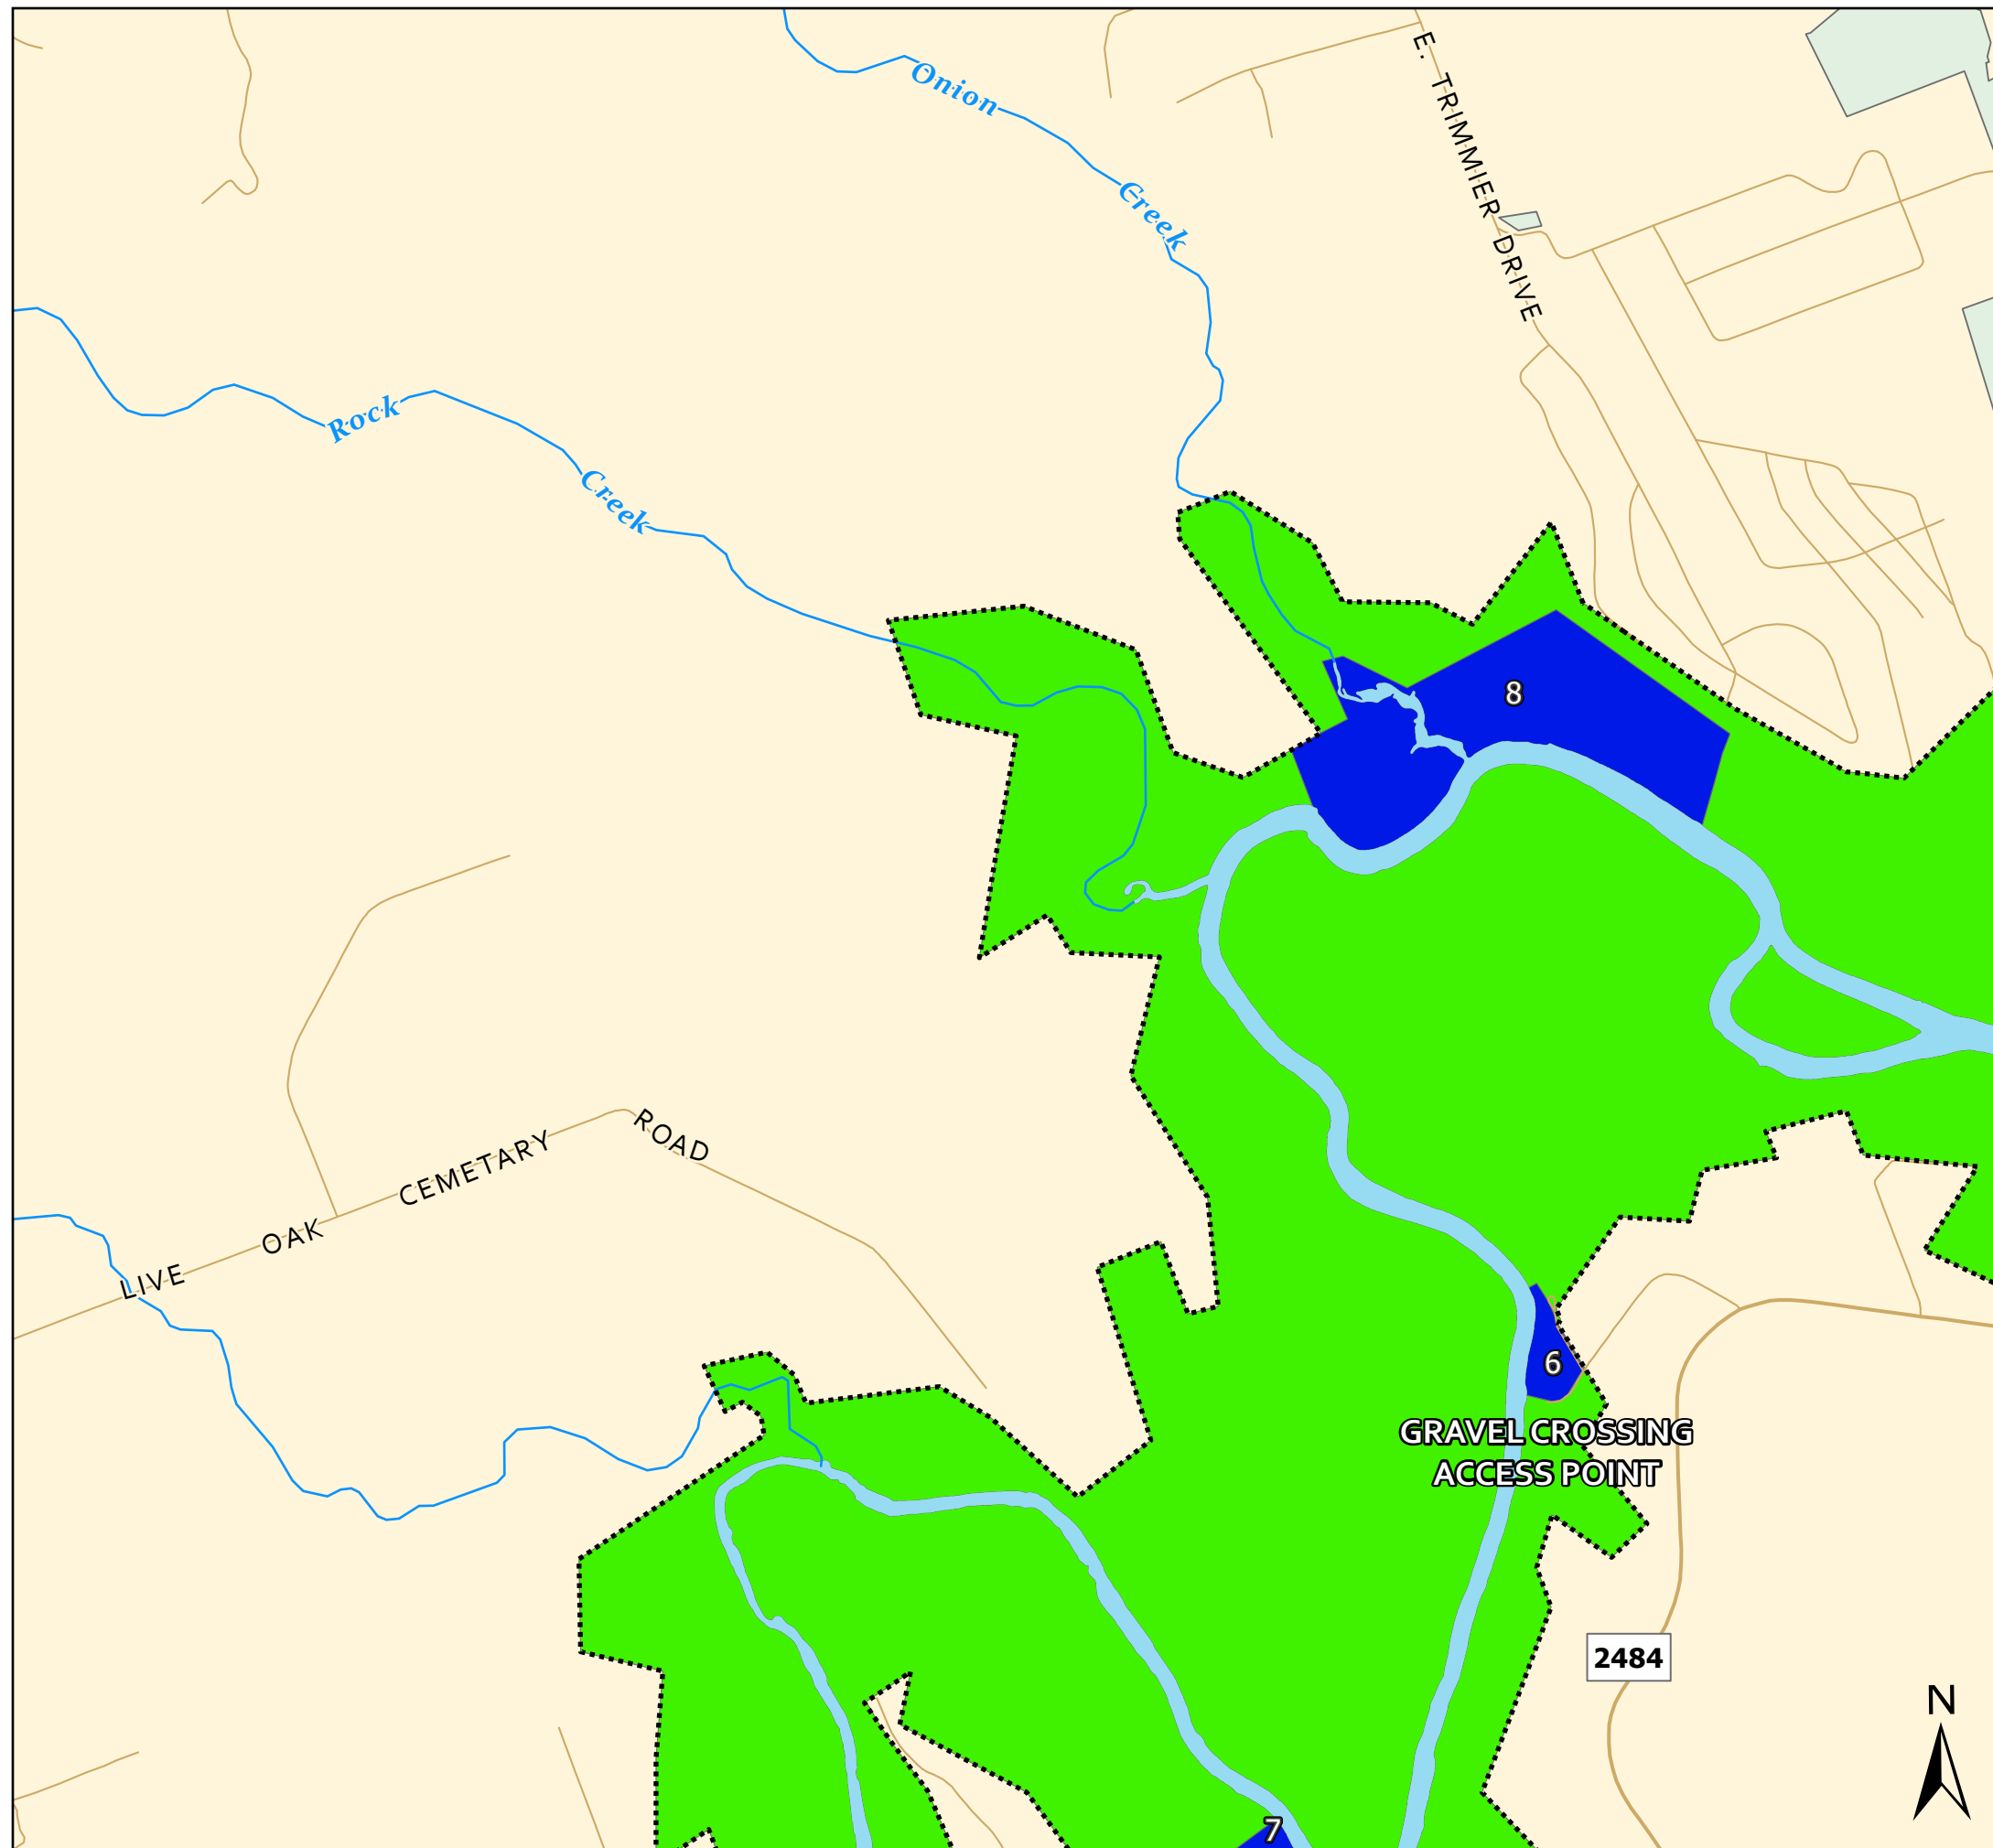 Onion
Creek
E. TRIMMIER DRIVE
Rock
Creek
8
LIVE OAK CEMETARY ROAD
6
GRAVEL CROSSING
ACCESS POINT
2484
N
7